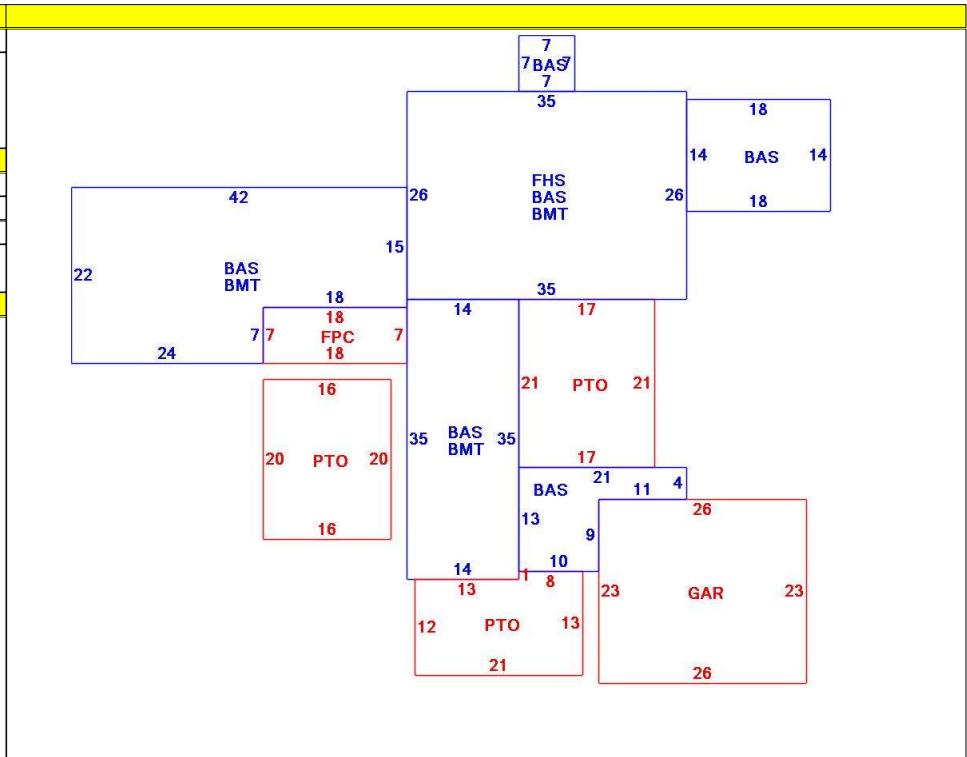 7
7 BAS 7
7
35
18
14 BAS 14
18
FHS
BAS
BMT
26
26
35
42
15
22
BAS
BMT
18
7
24
18
7 FPC 7
18
14
35 BAS 35
BMT
14
17
21 PTO 21
17
16
20 PTO 20
16
21
BAS
11
4
13
9
10
26
23 GAR 23
26
1
8
13
12 PTO 13
21